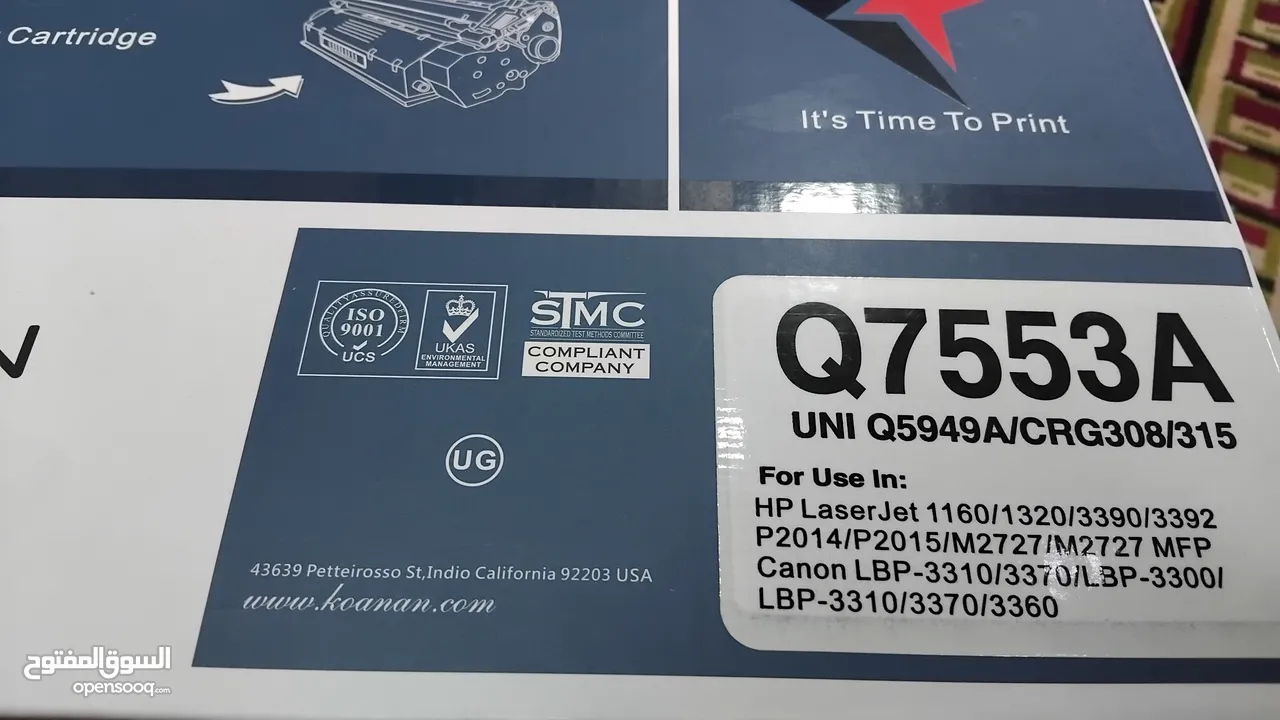 Cartridge
It's Time To Print
QUALITY ASSURED FIRM
ISO
9001
UCS
UKAS
ENVIRONMENTAL
MANAGEMENT
STMC
STANDARDIZED TEST METHODS COMMITTEE
COMPLIANT
COMPANY
UG
43639 Petteirosso St,Indio California 92203 USA
www.koanan.com
Q7553A
UNI Q5949A/CRG308/315
For Use In:
HP LaserJet 1160/1320/3390/3392
P2014/P2015/M2727/M2727 MFP
Canon LBP-3310/3370/LBP-3300/
LBP-3310/3370/3360
السوق المفتوح
opensooq.com